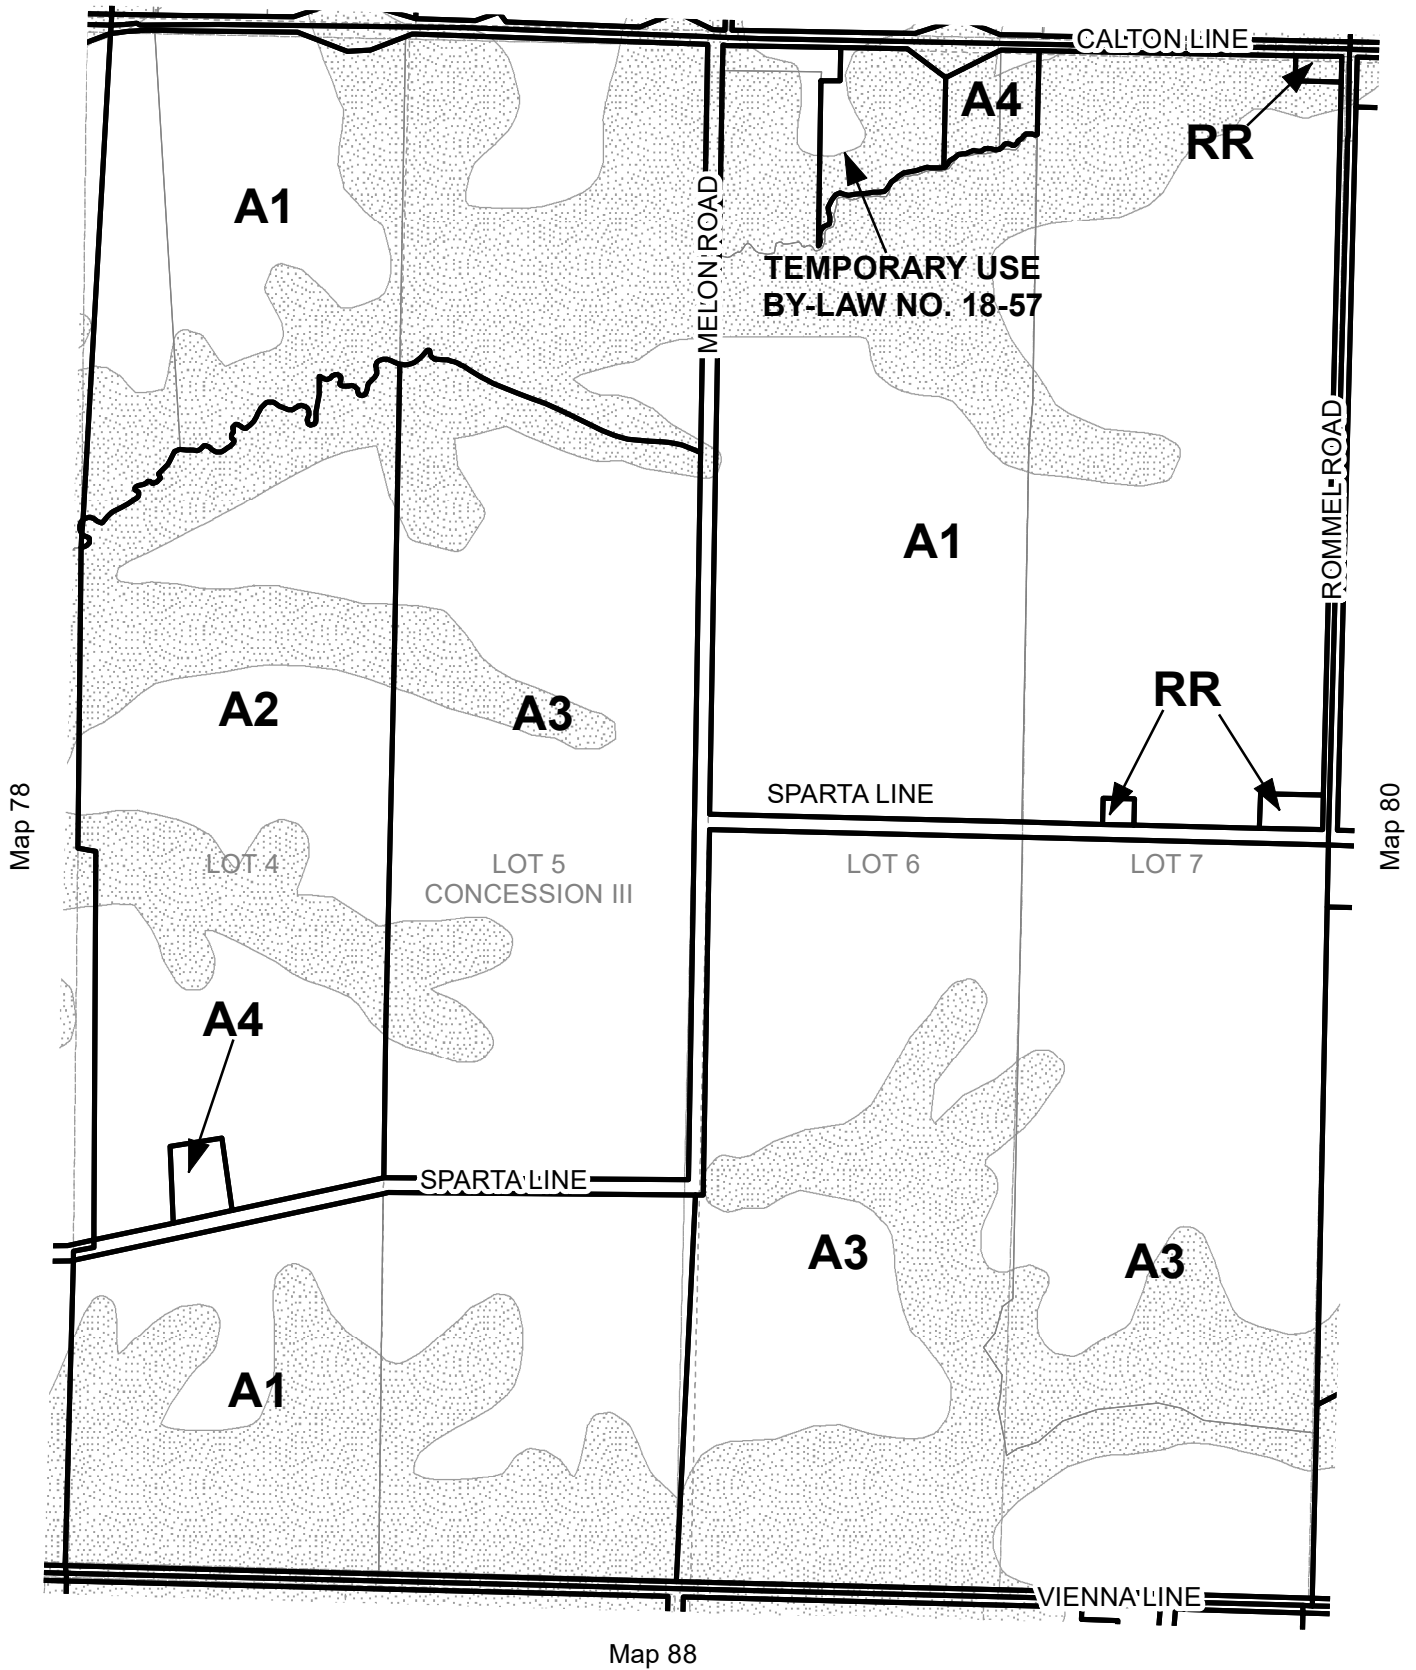 CALTON LINE
A4
RR
A1
MELON ROAD
TEMPORARY USE
BY-LAW NO. 18-57
ROMMEL ROAD
A1
RR
A2
A3
SPARTA LINE
Map 78
Map 80
LOT 4
LOT 5
CONCESSION III
LOT 6
LOT 7
A4
SPARTA LINE
A3
A3
A1
VIENNA LINE
Map 88